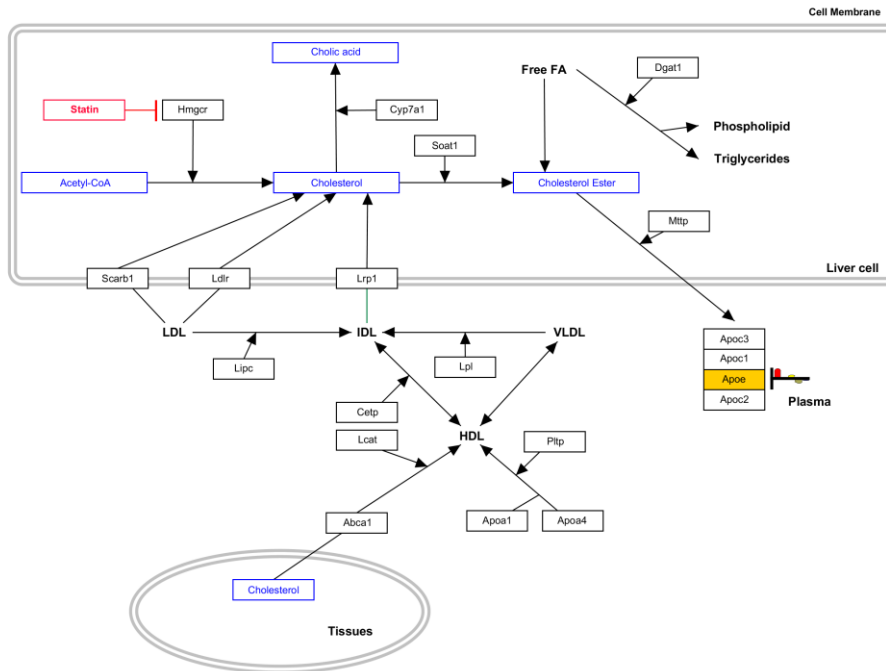 Cell Membrane
Cholic acid
Free FA
Dgat1
Statin
Hmgcr
Cyp7a1
Phospholipid
Soat1
Triglycerides
Acetyl-CoA
Cholesterol
Cholesterol Ester
Mttp
Scarb1
Ldlr
Lrp1
Liver cell
LDL
IDL
VLDL
Lipc
Lpl
Apoc3
Apoc1
Apoe
Apoc2
Plasma
Cetp
Lcat
HDL
Pltp
Abca1
Apoa1
Apoa4
Cholesterol
Tissues